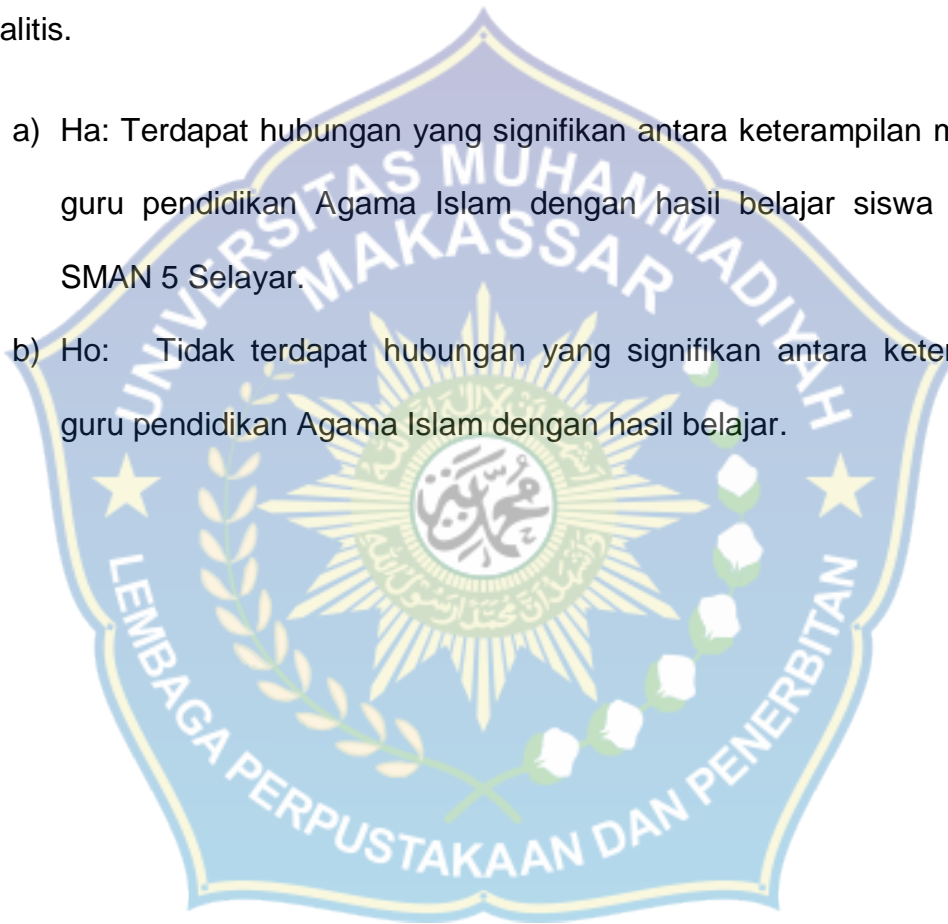 alitis.
a) Ha: Terdapat hubungan yang signifikan antara keterampilan m
guru pendidikan Agama Islam dengan hasil belajar siswa
SMAN 5 Selayar.
b) Ho: Tidak terdapat hubungan yang signifikan antara keter
guru pendidikan Agama Islam dengan hasil belajar.
UNIVERSITAS MUHAMMADIYAH
MAKASSAR
LEMBAGA PERPUSTAKAAN DAN PENERBITAN